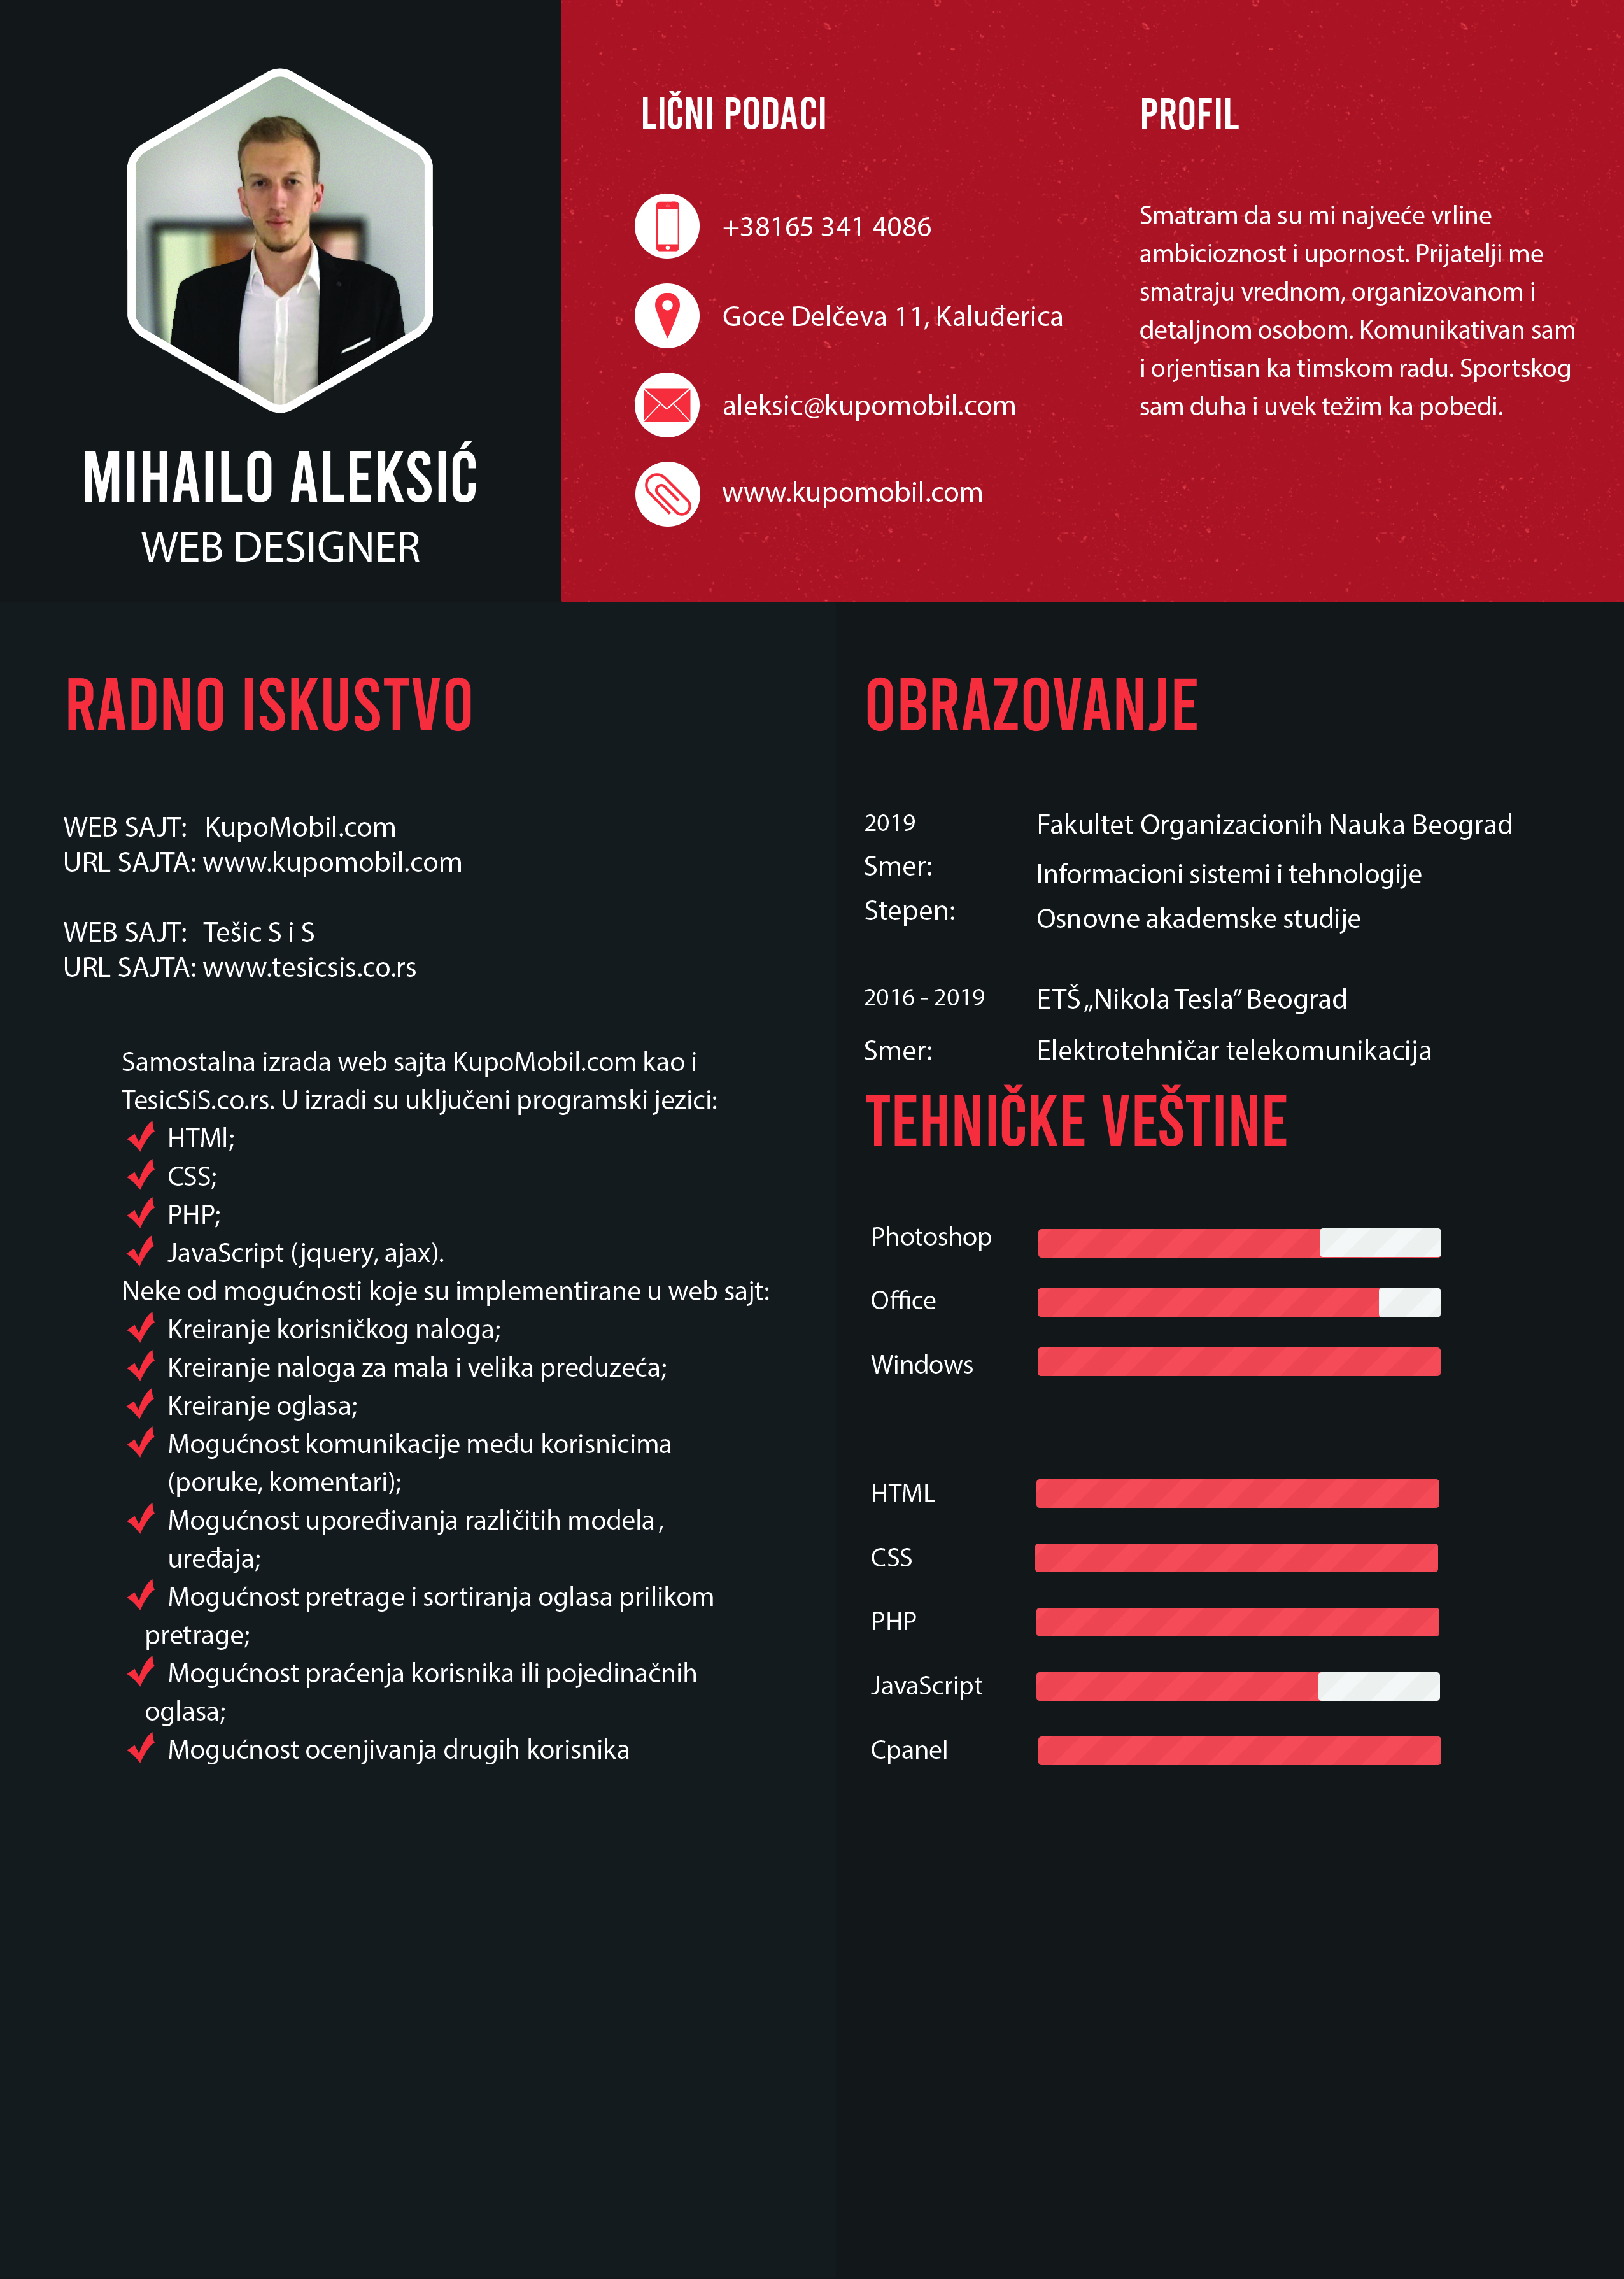 MIHAILO ALEKSIĆ
WEB DESIGNER
LIČNI PODACI
+38165 341 4086
Goce Delčeva 11, Kaluđerica
aleksic@kupomobil.com
www.kupomobil.com
PROFIL
Smatram da su mi najveće vrline
ambicioznost i upornost. Prijatelji me
smatraju vrednom, organizovanom i
detaljnom osobom. Komunikativan sam
i orjentisan ka timskom radu. Sportskog
sam duha i uvek težim ka pobedi.
RADNO ISKUSTVO
WEB SAJT: KupoMobil.com
URL SAJTA: www.kupomobil.com
WEB SAJT: Tešic S i S
URL SAJTA: www.tesicsis.co.rs
Samostalna izrada web sajta KupoMobil.com kao i
TesicSiS.co.rs. U izradi su uključeni programski jezici:
HTMl;
CSS;
PHP;
JavaScript (jquery, ajax).
Neke od mogućnosti koje su implementirane u web sajt:
Kreiranje korisničkog naloga;
Kreiranje naloga za mala i velika preduzeća;
Kreiranje oglasa;
Mogućnost komunikacije među korisnicima
(poruke, komentari);
Mogućnost upoređivanja različitih modela ,
uređaja;
Mogućnost pretrage i sortiranja oglasa prilikom
pretrage;
Mogućnost praćenja korisnika ili pojedinačnih
oglasa;
Mogućnost ocenjivanja drugih korisnika
OBRAZOVANJE
2019 Fakultet Organizacionih Nauka Beograd
Smer: Informacioni sistemi i tehnologije
Stepen: Osnovne akademske studije
2016 - 2019 ETŠ „Nikola Tesla” Beograd
Smer: Elektrotehničar telekomunikacija
TEHNIČKE VEŠTINE
Photoshop
Office
Windows
HTML
CSS
PHP
JavaScript
Cpanel